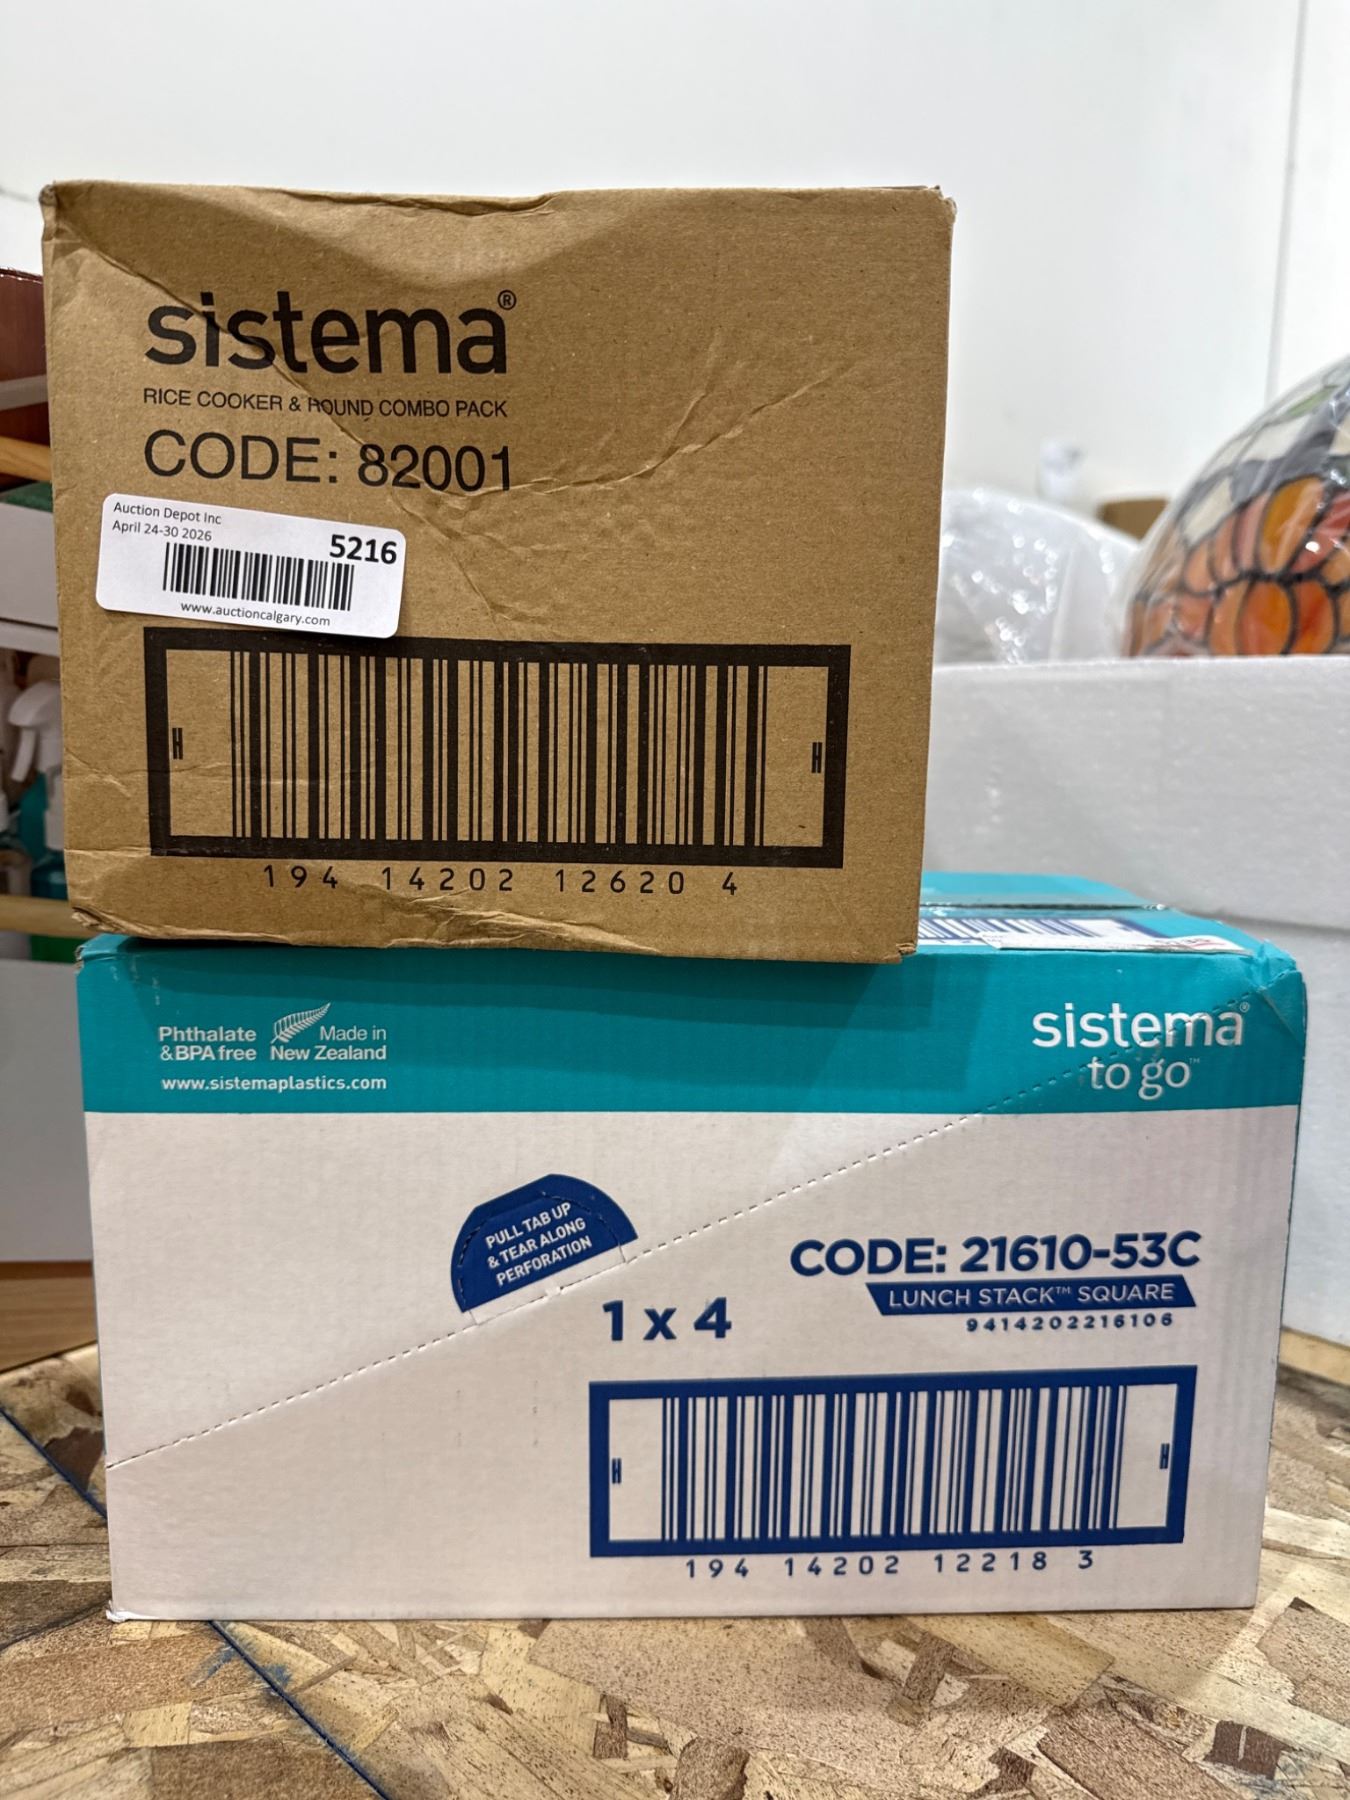 sistema®
RICE COOKER & ROUND COMBO PACK
CODE: 82001
Auction Depot Inc
April 24-30 2026
5216
www.auctioncalgary.com
H H
194 14202 12620 4
Phthalate
&BPA free
Made in
New Zealand
www.sistemaplastics.com
sistema®
to go™
PULL TAB UP
& TEAR ALONG
PERFORATION
1 x 4
CODE: 21610-53C
LUNCH STACK™ SQUARE
9414202216106
H H
194 14202 12218 3